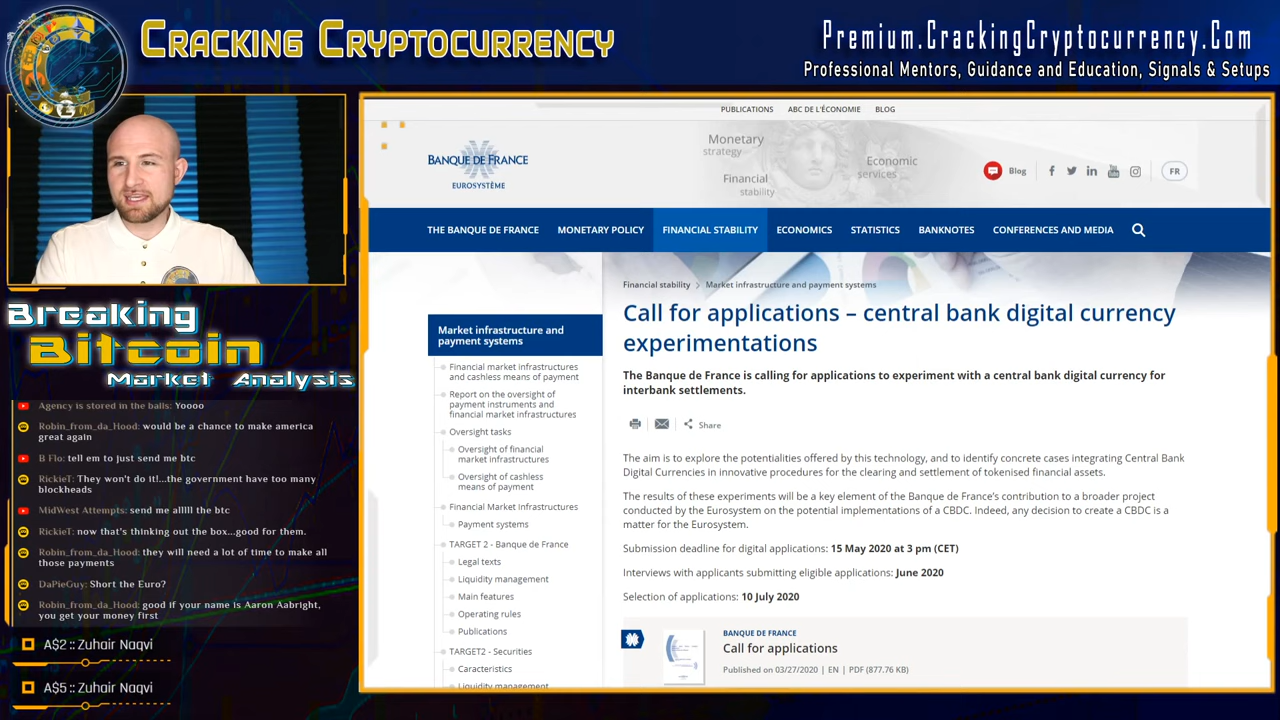 Cracking Cryptocurrency
Premium.CrackingCryptocurrency.Com
Professional Mentors, Guidance and Education, Signals & Setups
Breaking
Bitcoin
Market Analysis
Agency is stored in the balls: Yoooo
Robin_from_da_Hood: would be a chance to make america
great again
B Flo: tell em to just send me btc
RickieT: They won't do it!...the government have too many
blockheads
MidWest Attempts: send me alllll the btc
RickieT: now that's thinking out the box...good for them.
Robin_from_da_Hood: they will need a lot of time to make all
those payments
DaPieGuy: Short the Euro?
Robin_from_da_Hood: good if your name is Aaron Aabright,
you get your money first
A$2 :: Zuhair Naqvi
A$5 :: Zuhair Naqvi
PUBLICATIONS ABC DE L'ÉCONOMIE BLOG
BANQUE DE FRANCE
EUROSYSTÈME
Monetary
strategy
Financial
stability
Economic
services
Blog
FR
THE BANQUE DE FRANCE MONETARY POLICY FINANCIAL STABILITY ECONOMICS STATISTICS BANKNOTES CONFERENCES AND MEDIA
Financial stability > Market infrastructure and payment systems
Market infrastructure and
payment systems
Financial market infrastructures
and cashless means of payment
Report on the oversight of
payment instruments and
financial market infrastructures
Oversight tasks
Oversight of financial
market infrastructures
Oversight of cashless
means of payment
Financial Market Infrastructures
Payment systems
TARGET 2 - Banque de France
Legal texts
Liquidity management
Main features
Operating rules
Publications
TARGET2 - Securities
Caracteristics
Liquidity management
Call for applications – central bank digital currency
experimentations
The Banque de France is calling for applications to experiment with a central bank digital currency for
interbank settlements.
Share
The aim is to explore the potentialities offered by this technology, and to identify concrete cases integrating Central Bank
Digital Currencies in innovative procedures for the clearing and settlement of tokenised financial assets.
The results of these experiments will be a key element of the Banque de France's contribution to a broader project
conducted by the Eurosystem on the potential implementations of a CBDC. Indeed, any decision to create a CBDC is a
matter for the Eurosystem.
Submission deadline for digital applications: 15 May 2020 at 3 pm (CET)
Interviews with applicants submitting eligible applications: June 2020
Selection of applications: 10 July 2020
BANQUE DE FRANCE
Call for applications
Published on 03/27/2020 | EN | PDF (877.76 KB)